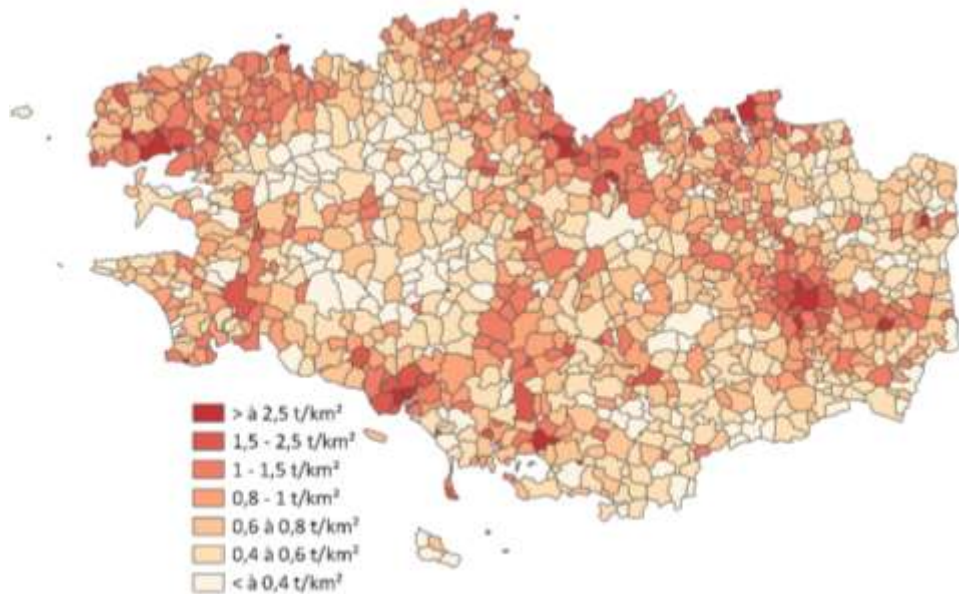 > à 2,5 t/km²
1,5 - 2,5 t/km²
1 - 1,5 t/km²
0,8 - 1 t/km²
0,6 à 0,8 t/km²
0,4 à 0,6 t/km²
< à 0,4 t/km²